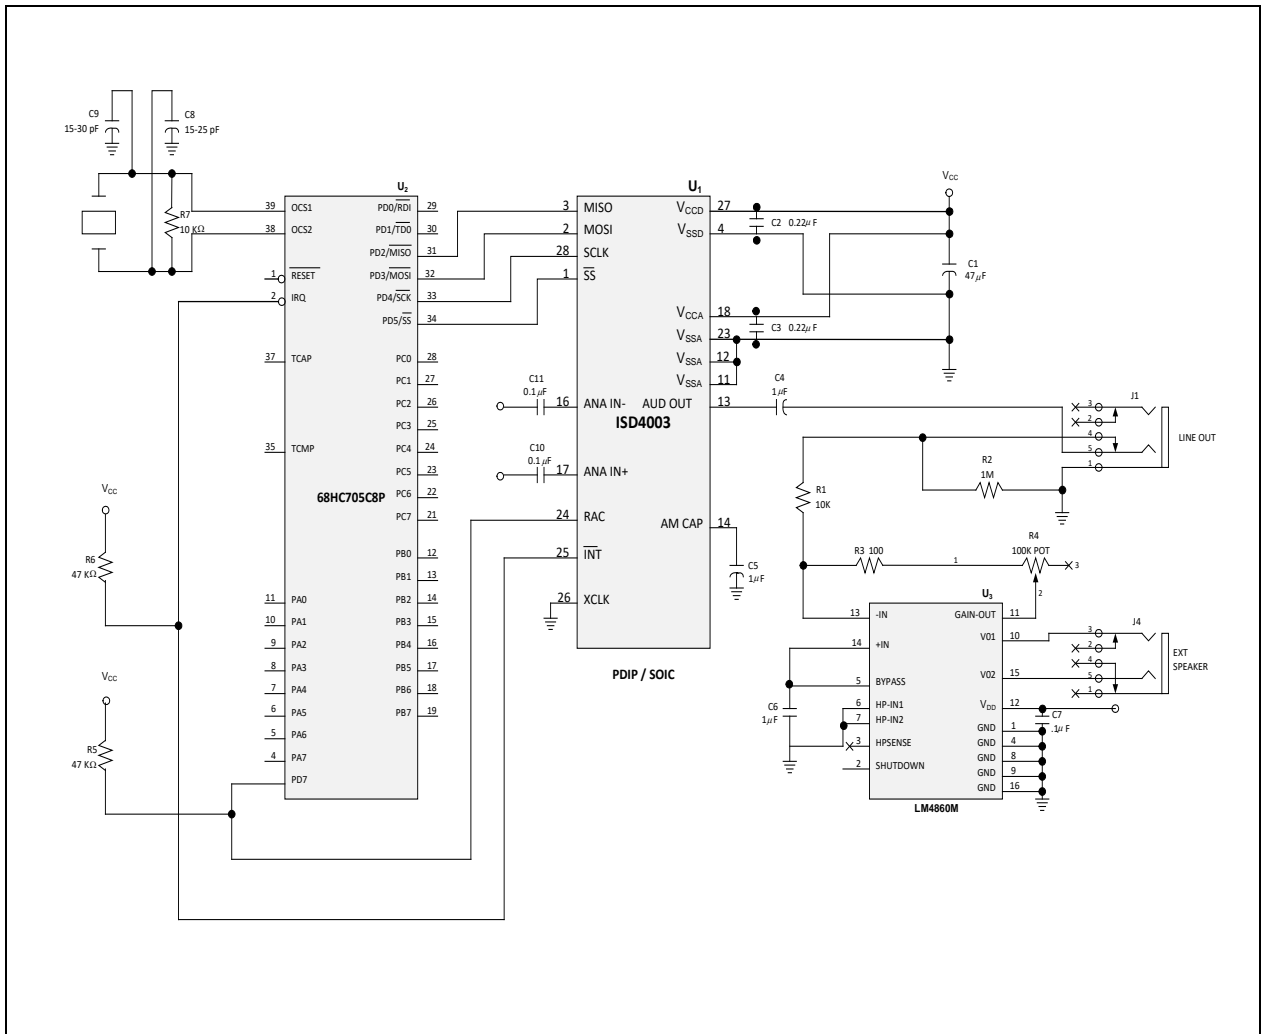 C9
15-30 pF
C8
15-25 pF
R7
10 KΩ
U2
39 OCS1
38 OCS2
1 RESET
2 IRQ
37 TCAP
35 TCMP
11 PA0
10 PA1
9 PA2
8 PA3
7 PA4
6 PA5
5 PA6
4 PA7
PD7
68HC705C8P
PD0/RDI 29
PD1/TD0 30
PD2/MISO 31
PD3/MOSI 32
PD4/SCK 33
PD5/SS 34
PC0 28
PC1 27
PC2 26
PC3 25
PC4 24
PC5 23
PC6 22
PC7 21
PB0 12
PB1 13
PB2 14
PB3 15
PB4 16
PB5 17
PB6 18
PB7 19
VCC
R6
47 KΩ
VCC
R5
47 KΩ
U1
3 MISO
2 MOSI
28 SCLK
1 SS
C11
0.1µF
16 ANA IN-
C10
0.1µF
17 ANA IN+
24 RAC
25 INT
26 XCLK
ISD4003
VCCD 27
VSSD 4
VCCA 18
VSSA 23
VSSA 12
VSSA 11
AUD OUT 13
AM CAP 14
PDIP / SOIC
C2 0.22µF
C3 0.22µF
VCC
C1
47µF
C4
1µF
C5
1µF
J1
3
2
4
5
1
LINE OUT
R2
1M
R1
10K
R3 100
1
R4
100K POT
3
2
U3
13 -IN
14 +IN
5 BYPASS
6 HP-IN1
7 HP-IN2
3 HPSENSE
2 SHUTDOWN
GAIN-OUT 11
V01 10
V02 15
VDD 12
GND 1
GND 4
GND 8
GND 9
GND 16
LM4860M
C6
1µF
C7
.1µF
J4
3
2
4
5
1
EXT
SPEAKER